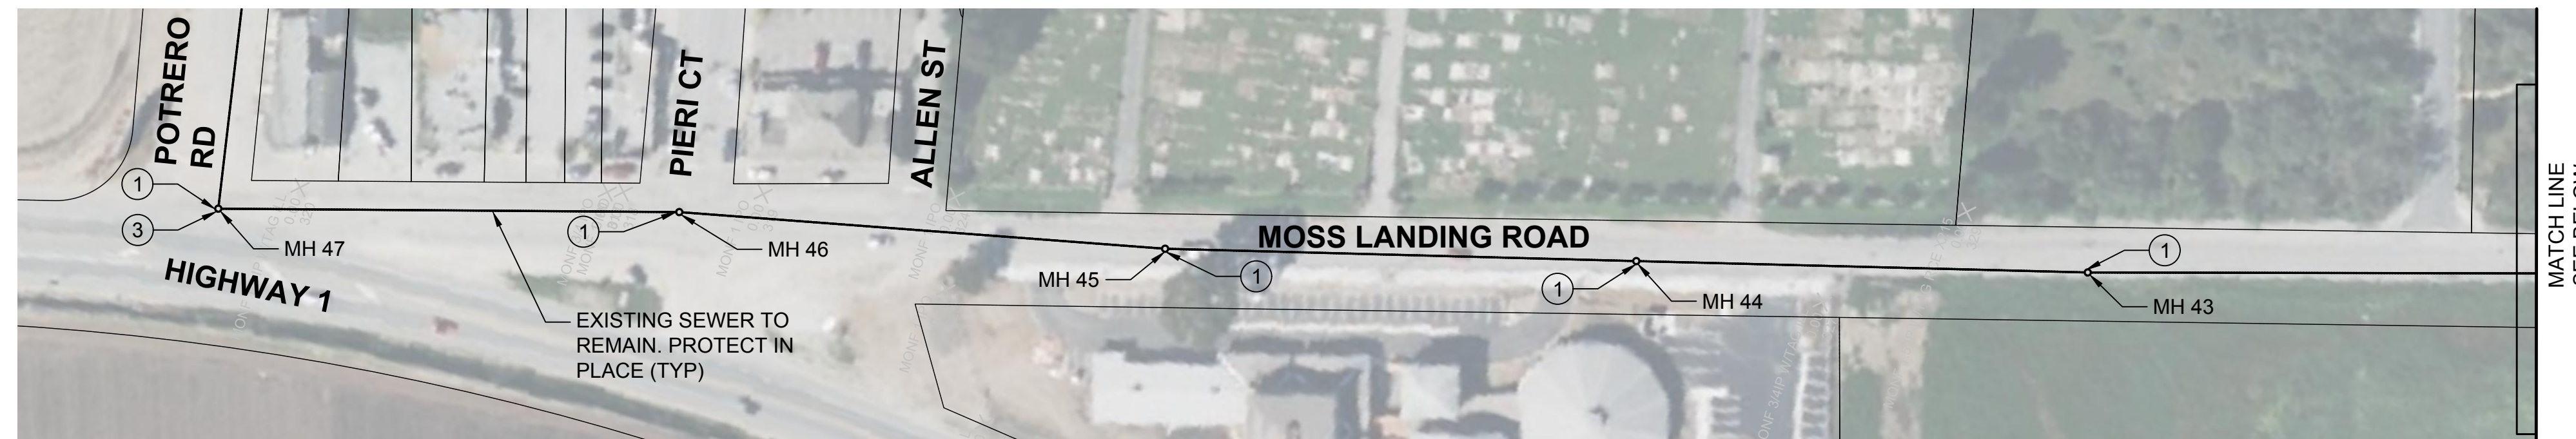 POTRERO
RD
PIERI CT
ALLEN ST
1
3
MH 47
1
MH 46
MOSS LANDING ROAD
MH 45
1
1
MH 44
1
MH 43
HIGHWAY 1
EXISTING SEWER TO
REMAIN. PROTECT IN
PLACE (TYP)
MATCH LINE